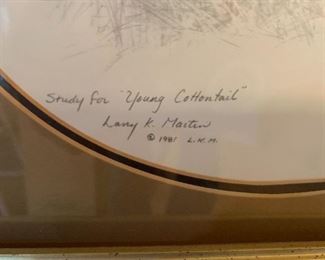 Study for "Young Cottontail"
Larry K. Martin
© 1981 L.K.M.